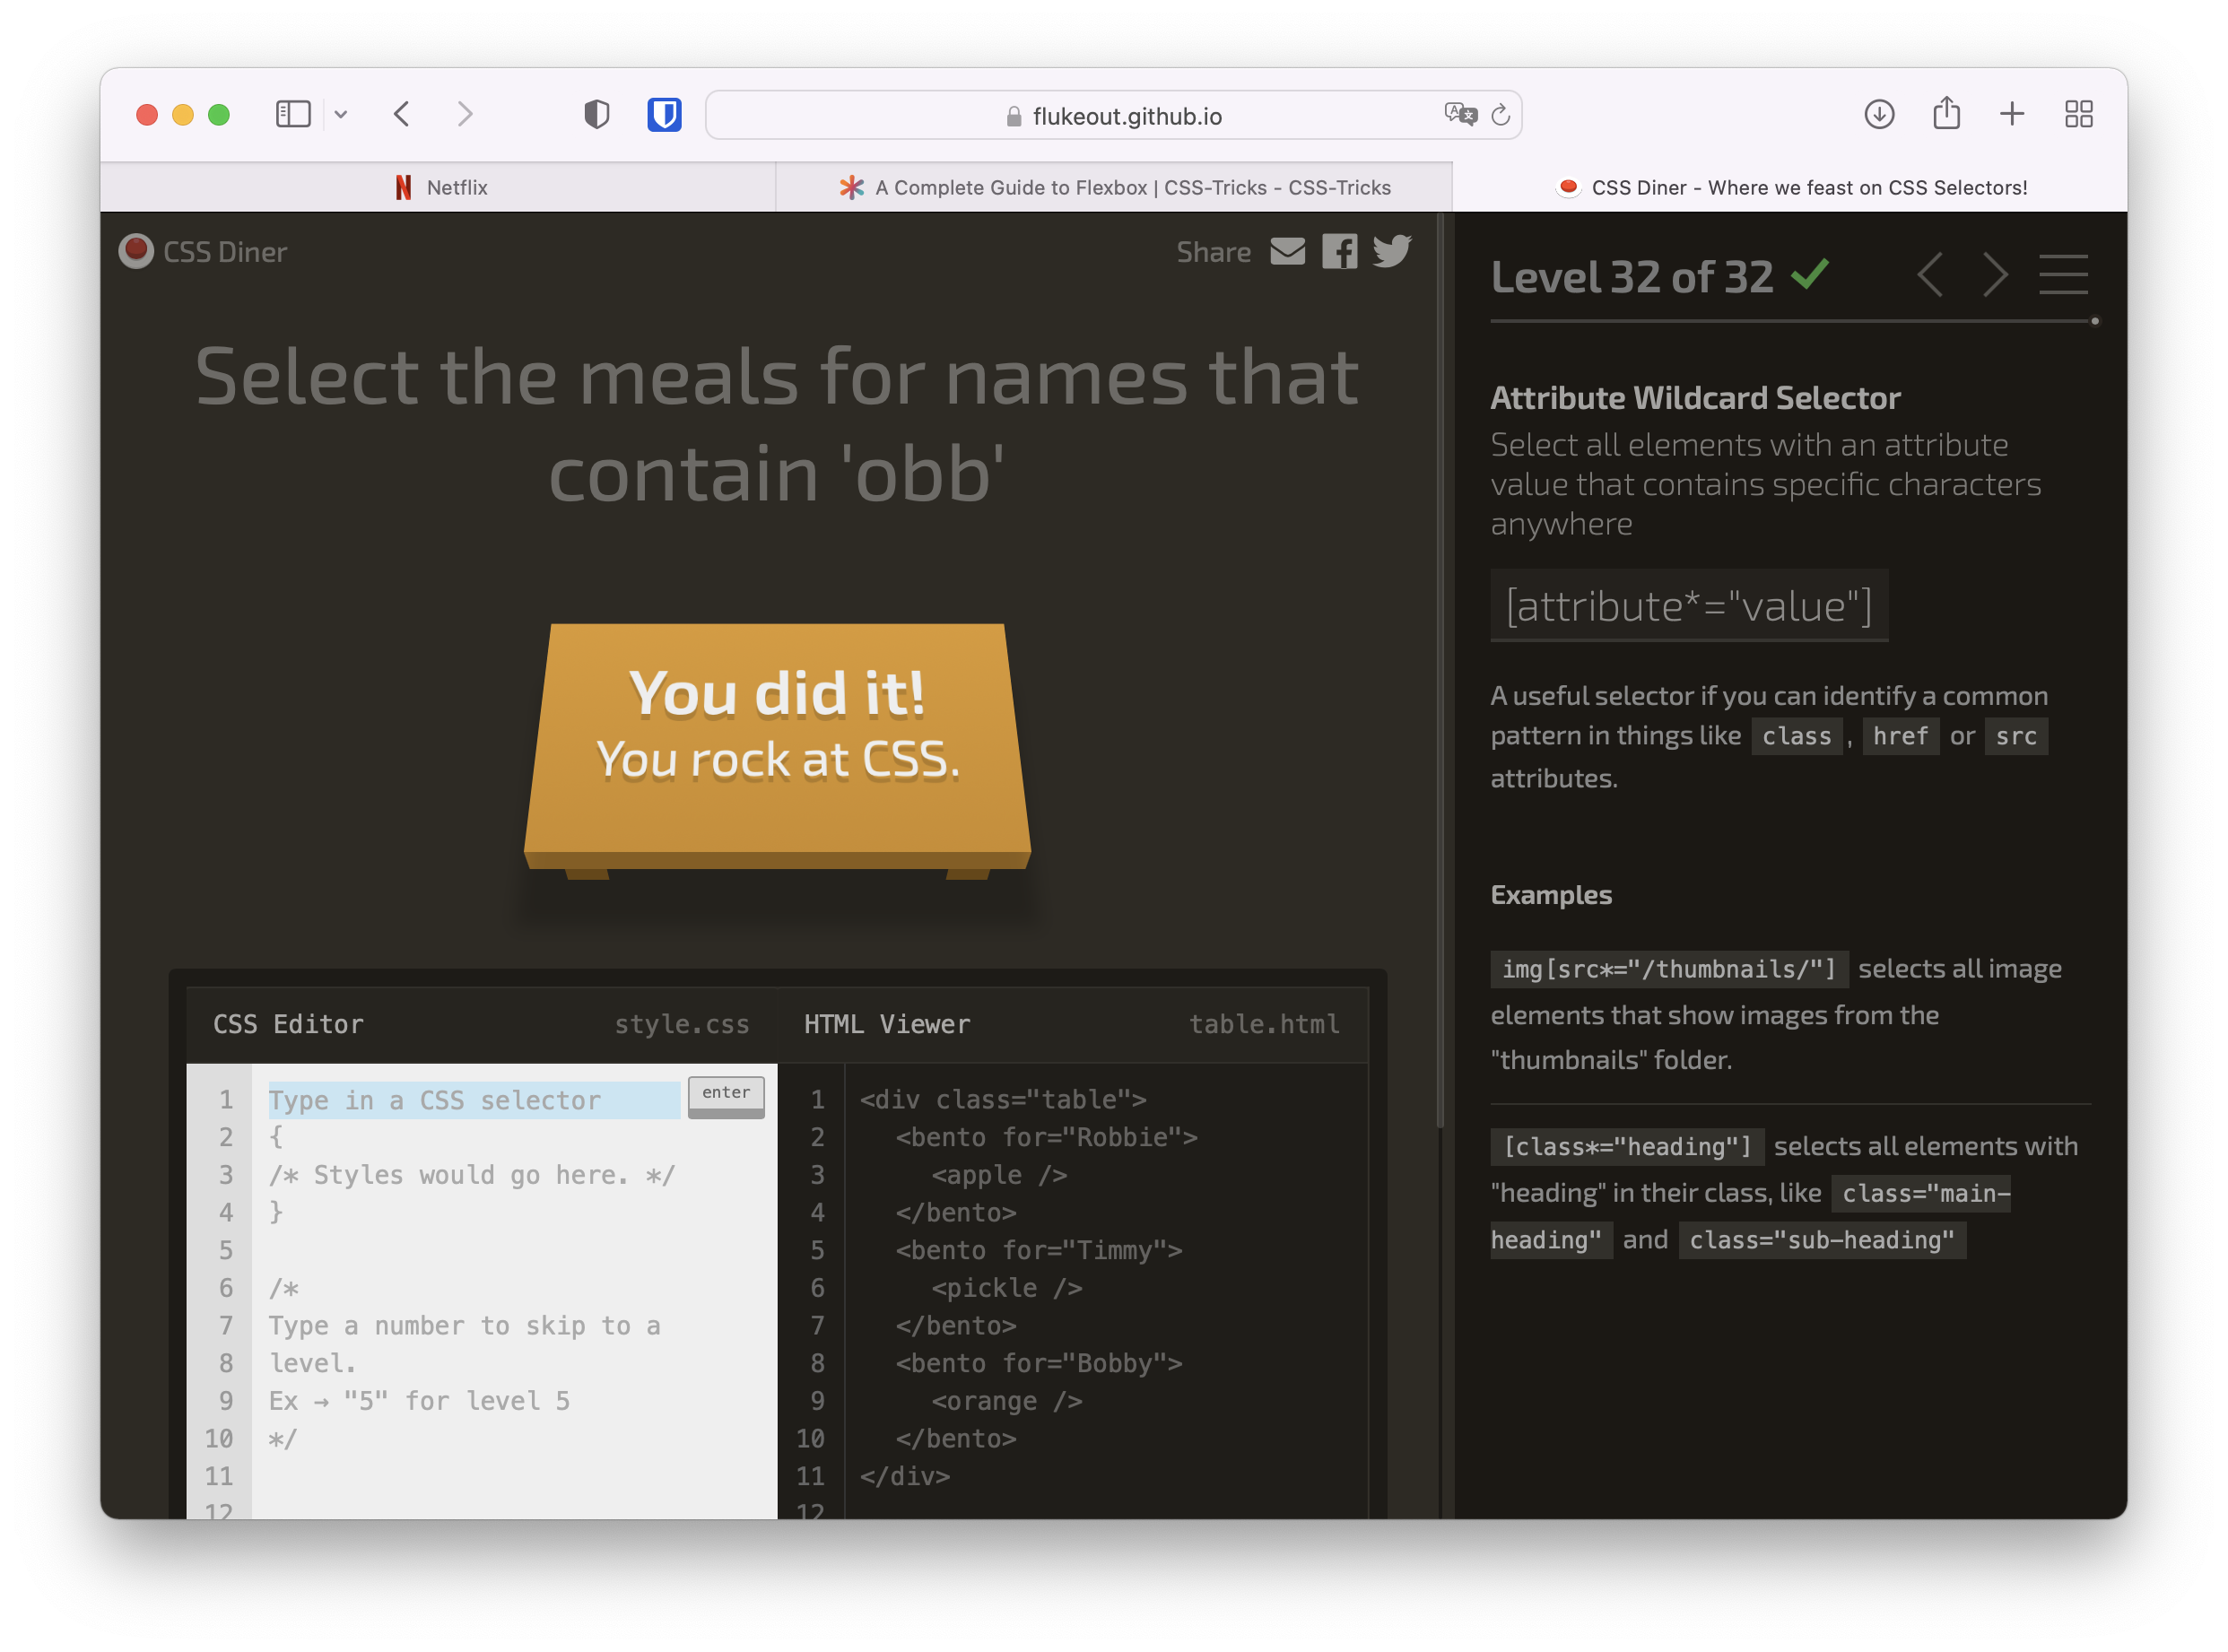 flukeout.github.io
Netflix
A Complete Guide to Flexbox | CSS-Tricks - CSS-Tricks
CSS Diner - Where we feast on CSS Selectors!
CSS Diner
Share
Select the meals for names that
contain 'obb'
You did it!
You rock at CSS.
CSS Editor
style.css
1 Type in a CSS selector
enter
2 {
3 /* Styles would go here. */
4 }
5
6 /*
7 Type a number to skip to a
8 level.
9 Ex → "5" for level 5
10 */
11
12
HTML Viewer
table.html
1 <div class="table">
2 <bento for="Robbie">
3 <apple />
4 </bento>
5 <bento for="Timmy">
6 <pickle />
7 </bento>
8 <bento for="Bobby">
9 <orange />
10 </bento>
11 </div>
12
Level 32 of 32
Attribute Wildcard Selector
Select all elements with an attribute
value that contains specific characters
anywhere
[attribute*="value"]
A useful selector if you can identify a common
pattern in things like class , href or src
attributes.
Examples
img[src*="/thumbnails/"] selects all image
elements that show images from the
"thumbnails" folder.
[class*="heading"] selects all elements with
"heading" in their class, like class="main-
heading" and class="sub-heading"